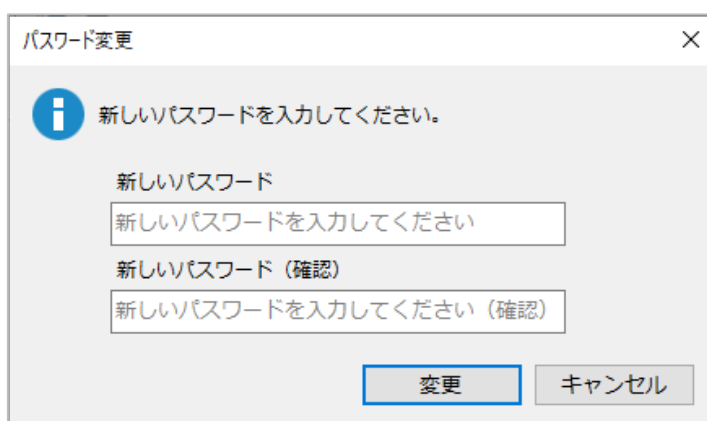 パスワード変更
新しいパスワードを入力してください。
新しいパスワード
新しいパスワードを入力してください
新しいパスワード（確認）
新しいパスワードを入力してください（確認）
変更
キャンセル